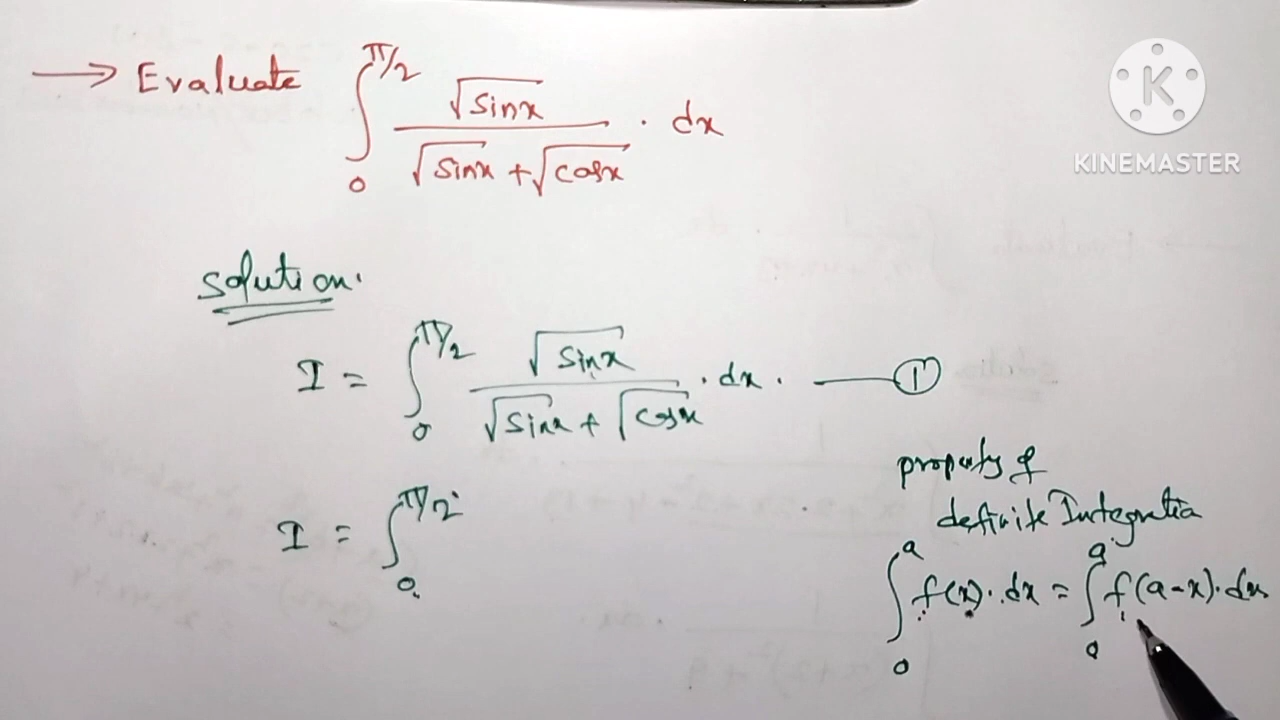 → Evaluate ∫₀^{π/2} √sinx / (√sinx + √cosx) · dx
KINEMASTER
Solution.
I = ∫₀^{π/2} √sinx / (√sinx + √cosx) · dx . —— ①
property of
definite Integration
I = ∫₀^{π/2}
∫₀^a f(x) · dx = ∫₀^a f(a-x) · dx